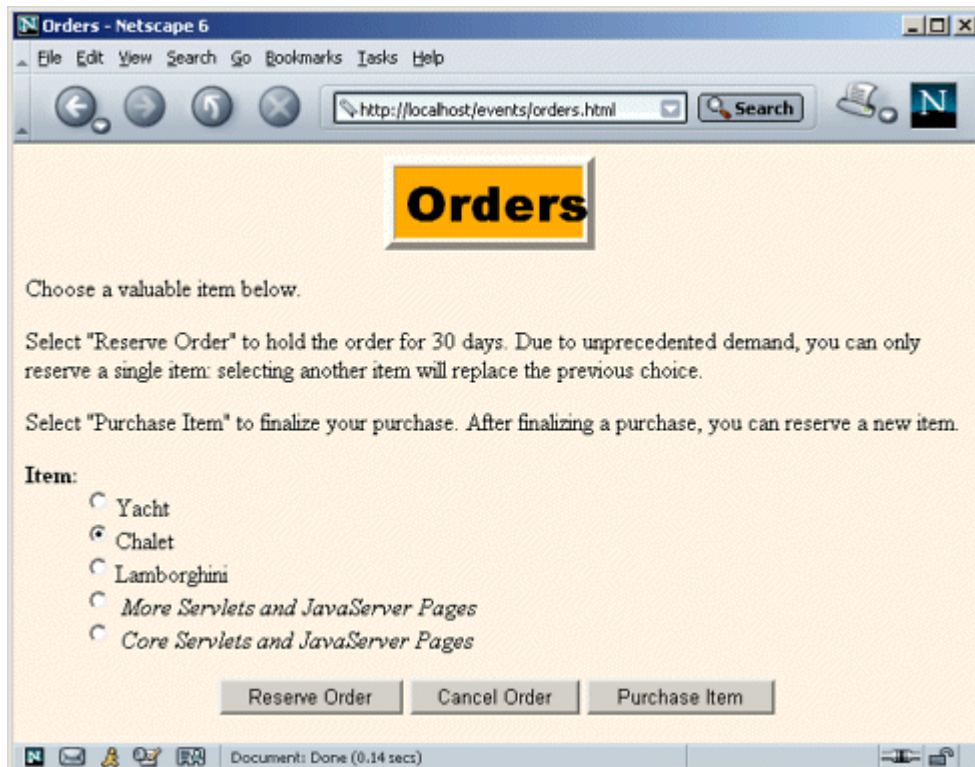 Orders - Netscape 6
File Edit View Search Go Bookmarks Tasks Help
http://localhost/events/orders.html Search N
Orders
Choose a valuable item below.
Select "Reserve Order" to hold the order for 30 days. Due to unprecedented demand, you can only
reserve a single item: selecting another item will replace the previous choice.
Select "Purchase Item" to finalize your purchase. After finalizing a purchase, you can reserve a new item.
Item:
Yacht
Chalet
Lamborghini
More Servlets and JavaServer Pages
Core Servlets and JavaServer Pages
Reserve Order Cancel Order Purchase Item
Document: Done (0.14 secs)